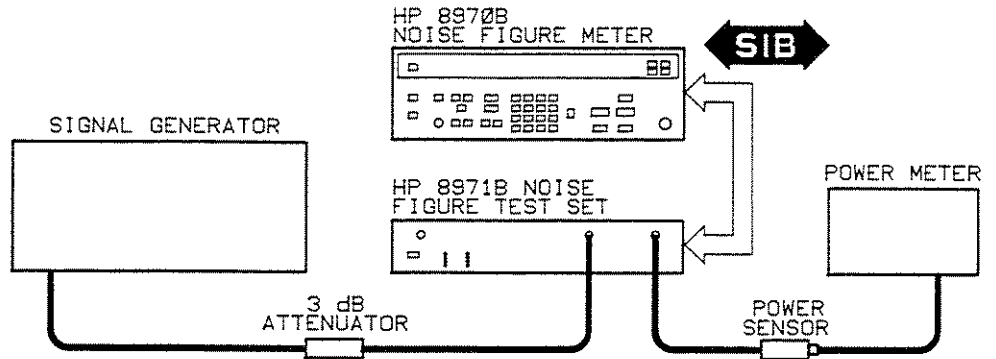 HP 8970B
NOISE FIGURE METER
SIB
SIGNAL GENERATOR
HP 8971B NOISE
FIGURE TEST SET
POWER METER
3 dB
ATTENUATOR
POWER
SENSOR